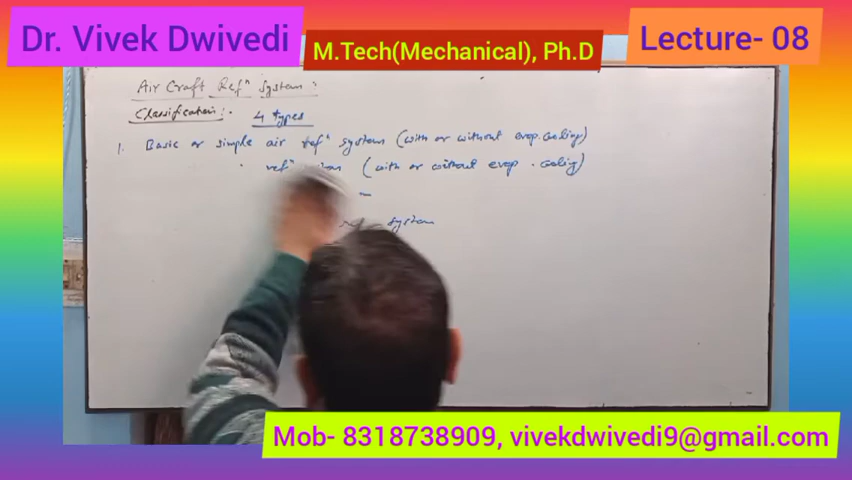 Dr. Vivek Dwivedi
M.Tech(Mechanical), Ph.D
Lecture- 08
Air Craft Refⁿ System :
Classification :-
4 types
1. Basic or simple air refⁿ system (with or without evap. cooling)
refⁿ (with or without evap. cooling)
system
Mob- 8318738909, vivekdwivedi9@gmail.com